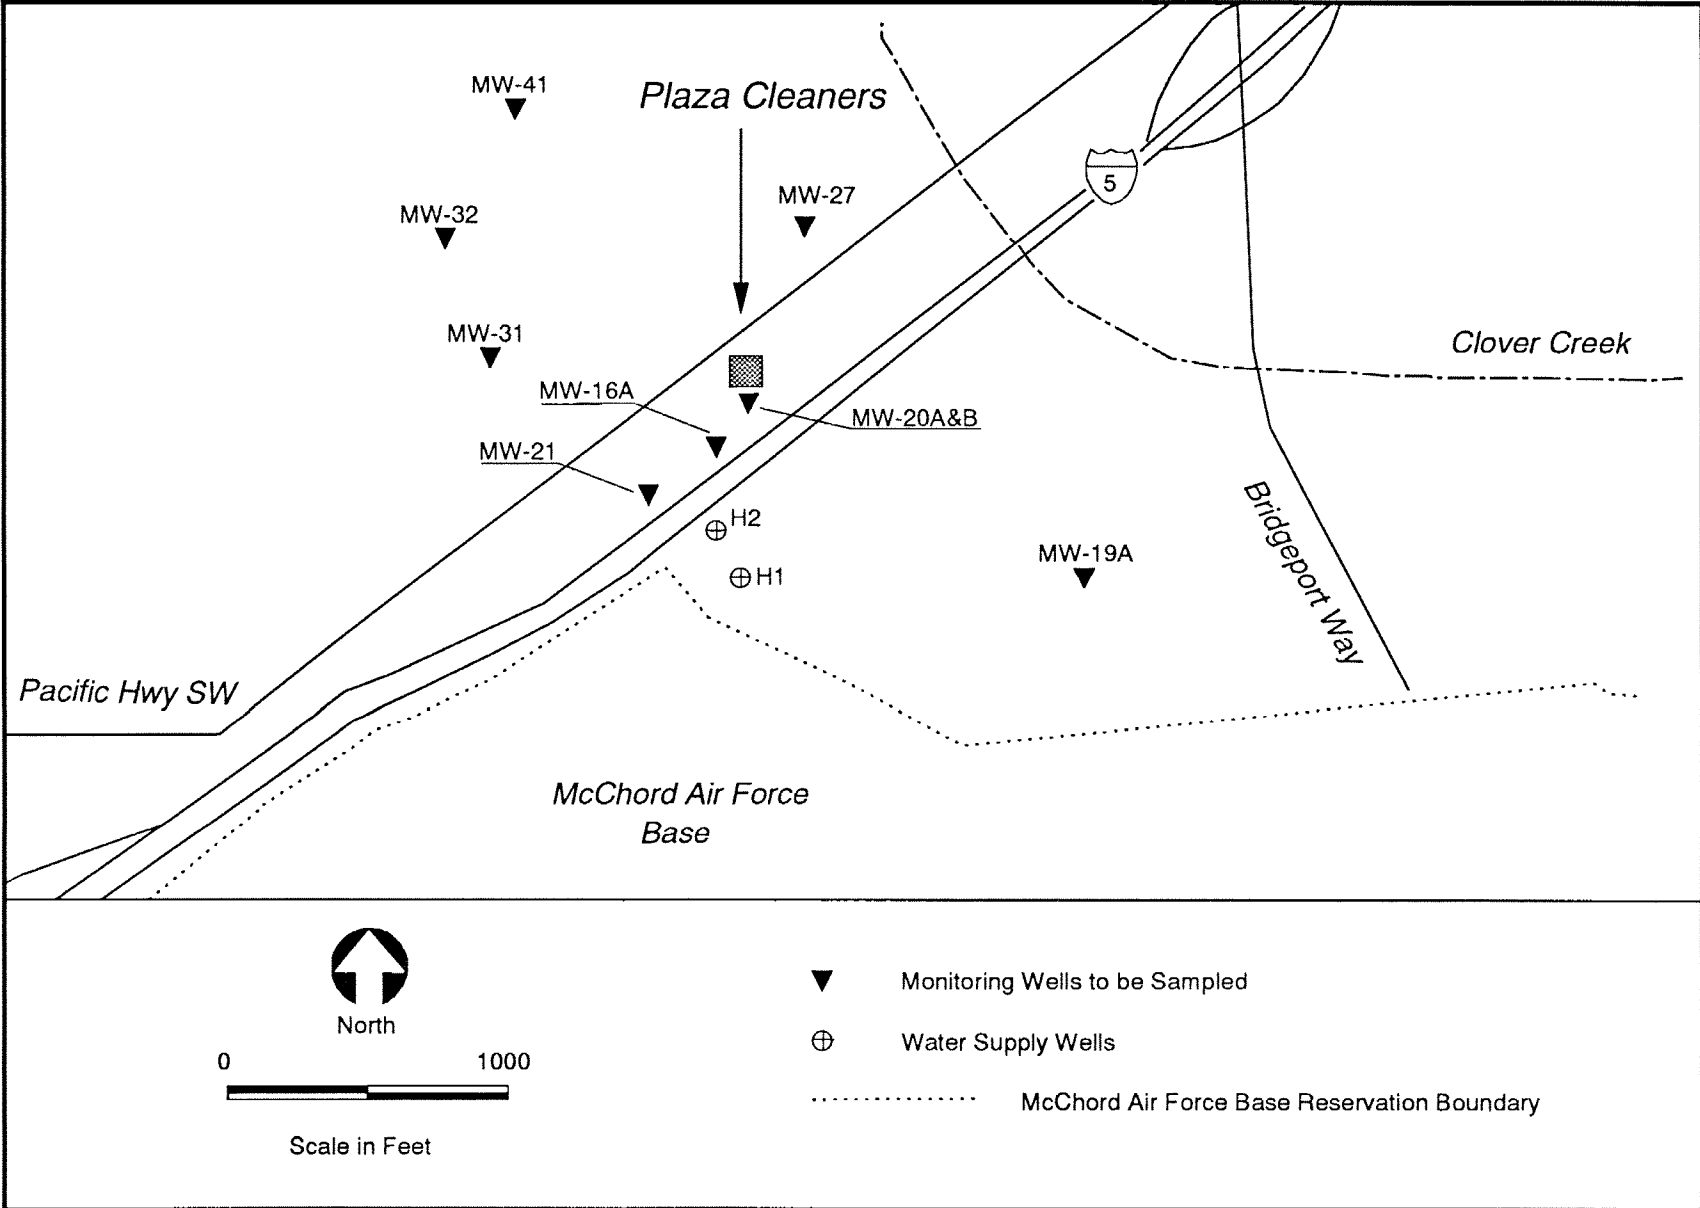 MW-41
Plaza Cleaners
MW-27
5
MW-32
MW-31
Clover Creek
MW-16A
MW-20A&B
MW-21
Bridgeport Way
H2
MW-19A
H1
Pacific Hwy SW
McChord Air Force
Base
North
0 1000
Scale in Feet
Monitoring Wells to be Sampled
Water Supply Wells
McChord Air Force Base Reservation Boundary